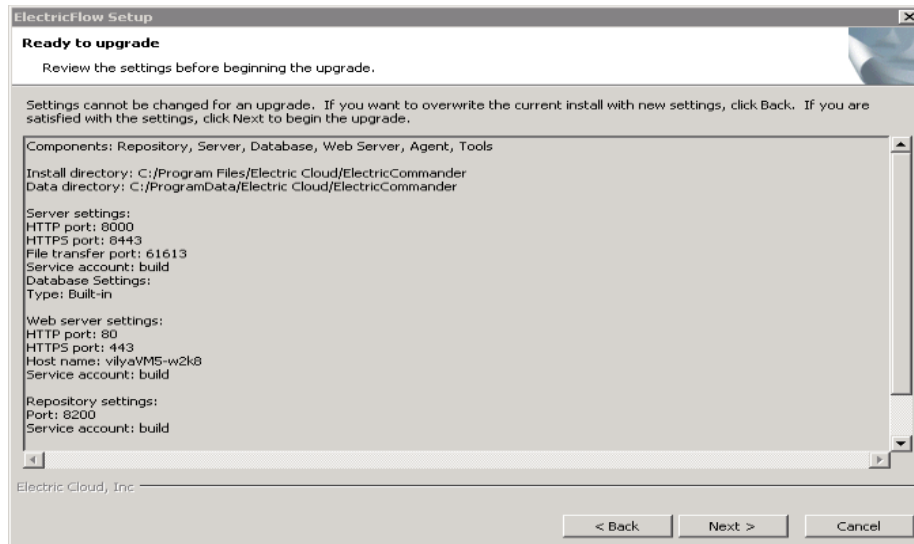 ElectricFlow Setup
Ready to upgrade
Review the settings before beginning the upgrade.
Settings cannot be changed for an upgrade. If you want to overwrite the current install with new settings, click Back. If you are
satisfied with the settings, click Next to begin the upgrade.
Components: Repository, Server, Database, Web Server, Agent, Tools
Install directory: C:/Program Files/Electric Cloud/ElectricCommander
Data directory: C:/ProgramData/Electric Cloud/ElectricCommander
Server settings:
HTTP port: 8000
HTTPS port: 8443
File transfer port: 61613
Service account: build
Database Settings:
Type: Built-in
Web server settings:
HTTP port: 80
HTTPS port: 443
Host name: vilyaVM5-w2k8
Service account: build
Repository settings:
Port: 8200
Service account: build
Electric Cloud, Inc
< Back
Next >
Cancel